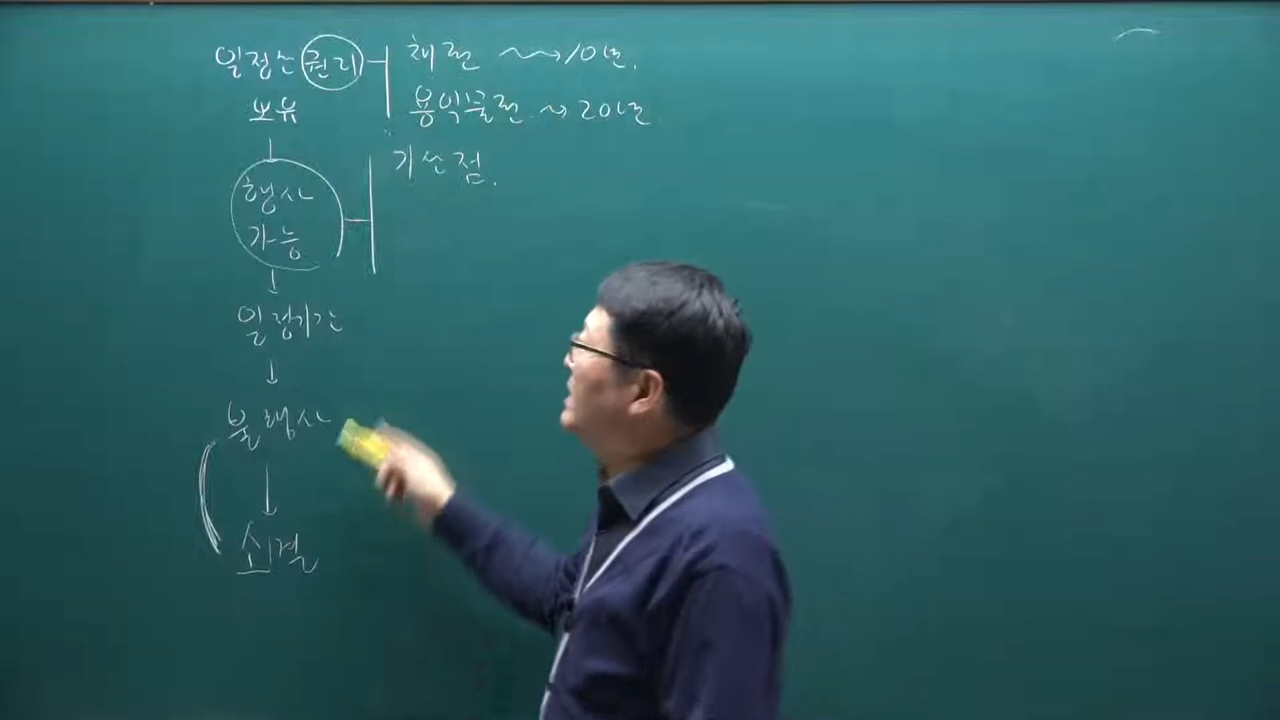 일정한 권리 채권 ~→ 10년.
보유 용익물권 ~→ 20년
↓ 기산점.
행사
가능
↓
일정기간
↓
불행사
↓
소멸